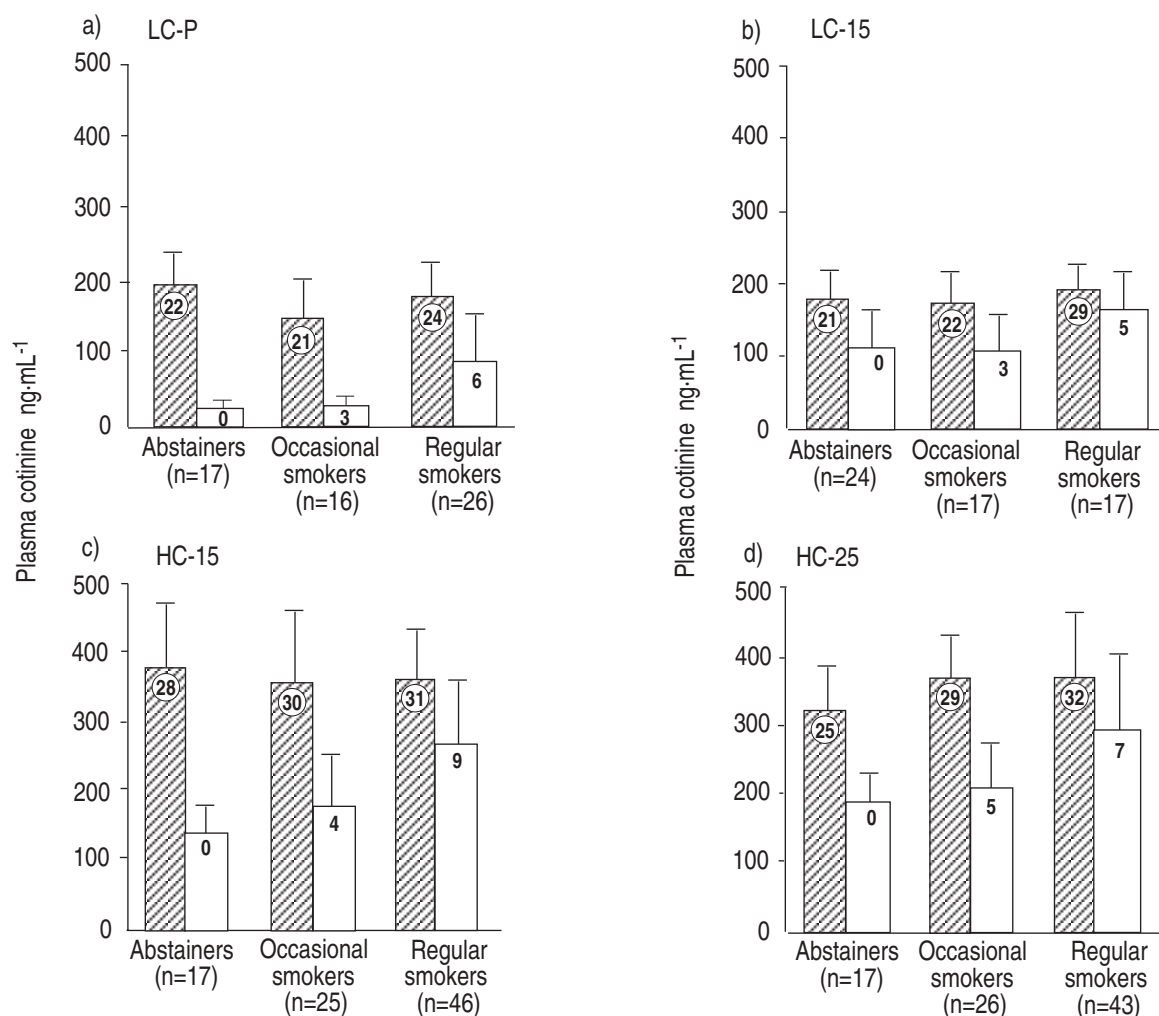 Plasma cotinine ng·mL⁻¹
a) LC-P
500
400
300
200
100
0
22
0
21
3
24
6
Abstainers
(n=17)
Occasional
smokers
(n=16)
Regular
smokers
(n=26)
Plasma cotinine ng·mL⁻¹
b) LC-15
500
400
300
200
100
0
21
0
22
3
29
5
Abstainers
(n=24)
Occasional
smokers
(n=17)
Regular
smokers
(n=17)
c) HC-15
500
400
300
200
100
0
28
0
30
4
31
9
Abstainers
(n=17)
Occasional
smokers
(n=25)
Regular
smokers
(n=46)
d) HC-25
500
400
300
200
100
0
25
0
29
5
32
7
Abstainers
(n=17)
Occasional
smokers
(n=26)
Regular
smokers
(n=43)